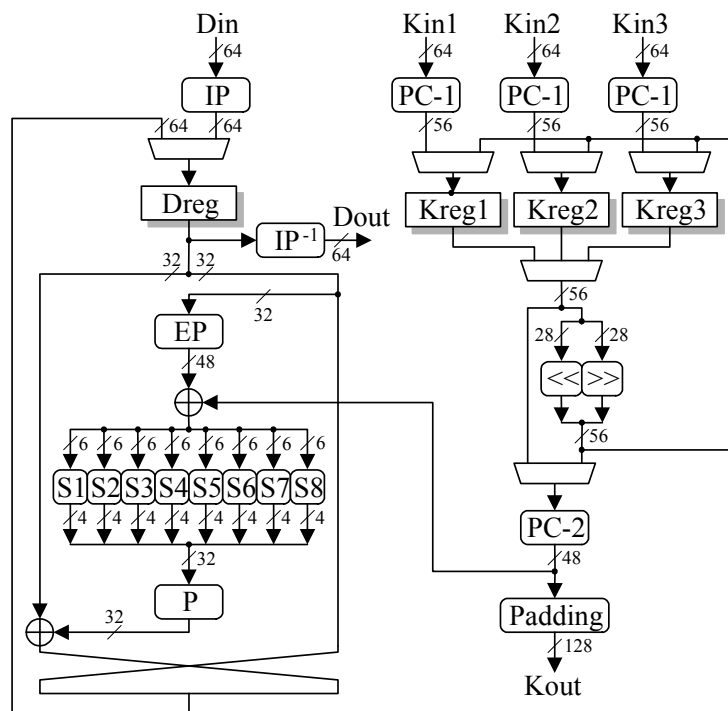 Din Kin1 Kin2 Kin3
64 64 64 64
IP PC-1 PC-1 PC-1
64 64 56 56 56
Dreg Kreg1 Kreg2 Kreg3
IP-1 Dout
64
32 32
56
32
EP
28 28
48
<< >>
56
6 6 6 6 6 6 6 6
S1 S2 S3 S4 S5 S6 S7 S8
4 4 4 4 4 4 4 4
PC-2
32 48
P
Padding
32
128
Kout